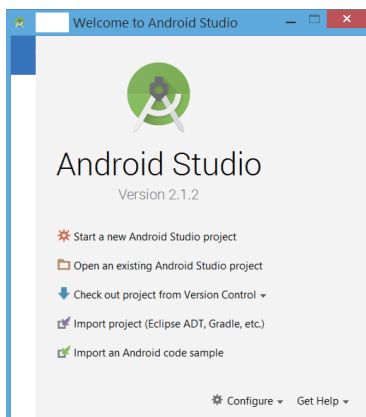 Welcome to Android Studio
Android Studio
Version 2.1.2
Start a new Android Studio project
Open an existing Android Studio project
Check out project from Version Control
Import project (Eclipse ADT, Gradle, etc.)
Import an Android code sample
Configure Get Help